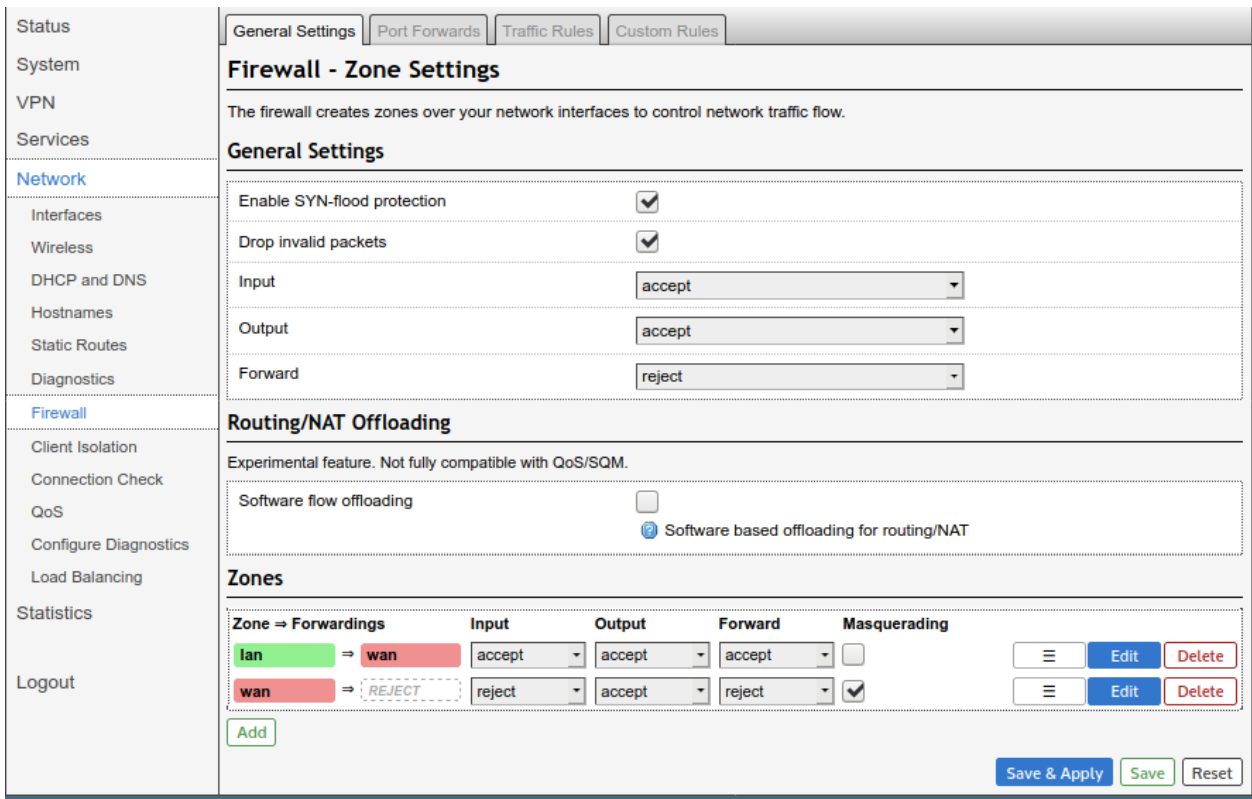 Status
System
VPN
Services
Network
Interfaces
Wireless
DHCP and DNS
Hostnames
Static Routes
Diagnostics
Firewall
Client Isolation
Connection Check
QoS
Configure Diagnostics
Load Balancing
Statistics
Logout
General Settings Port Forwards Traffic Rules Custom Rules
Firewall - Zone Settings
The firewall creates zones over your network interfaces to control network traffic flow.
General Settings
Enable SYN-flood protection
Drop invalid packets
Input accept
Output accept
Forward reject
Routing/NAT Offloading
Experimental feature. Not fully compatible with QoS/SQM.
Software flow offloading
Software based offloading for routing/NAT
Zones
Zone ⇒ Forwardings Input Output Forward Masquerading
lan ⇒ wan accept accept accept ☰ Edit Delete
wan ⇒ REJECT reject accept reject ☰ Edit Delete
Add
Save & Apply Save Reset